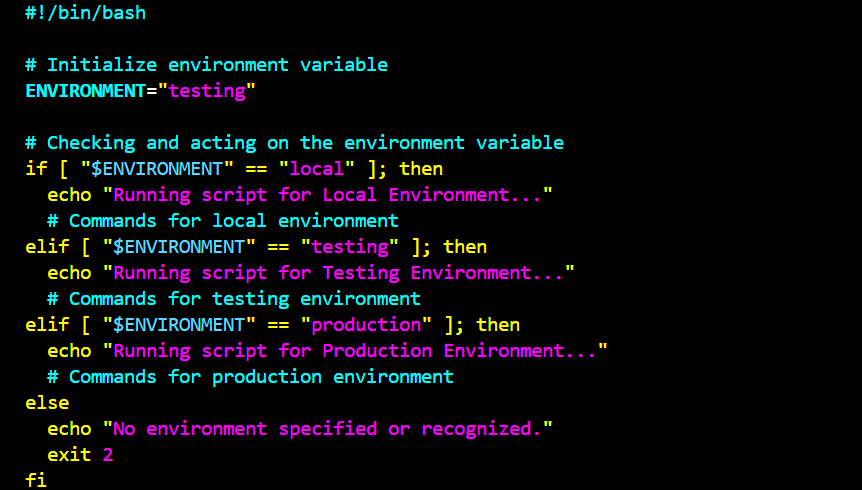 #!/bin/bash

# Initialize environment variable
ENVIRONMENT="testing"

# Checking and acting on the environment variable
if [ "$ENVIRONMENT" == "local" ]; then
  echo "Running script for Local Environment..."
  # Commands for local environment
elif [ "$ENVIRONMENT" == "testing" ]; then
  echo "Running script for Testing Environment..."
  # Commands for testing environment
elif [ "$ENVIRONMENT" == "production" ]; then
  echo "Running script for Production Environment..."
  # Commands for production environment
else
  echo "No environment specified or recognized."
  exit 2
fi